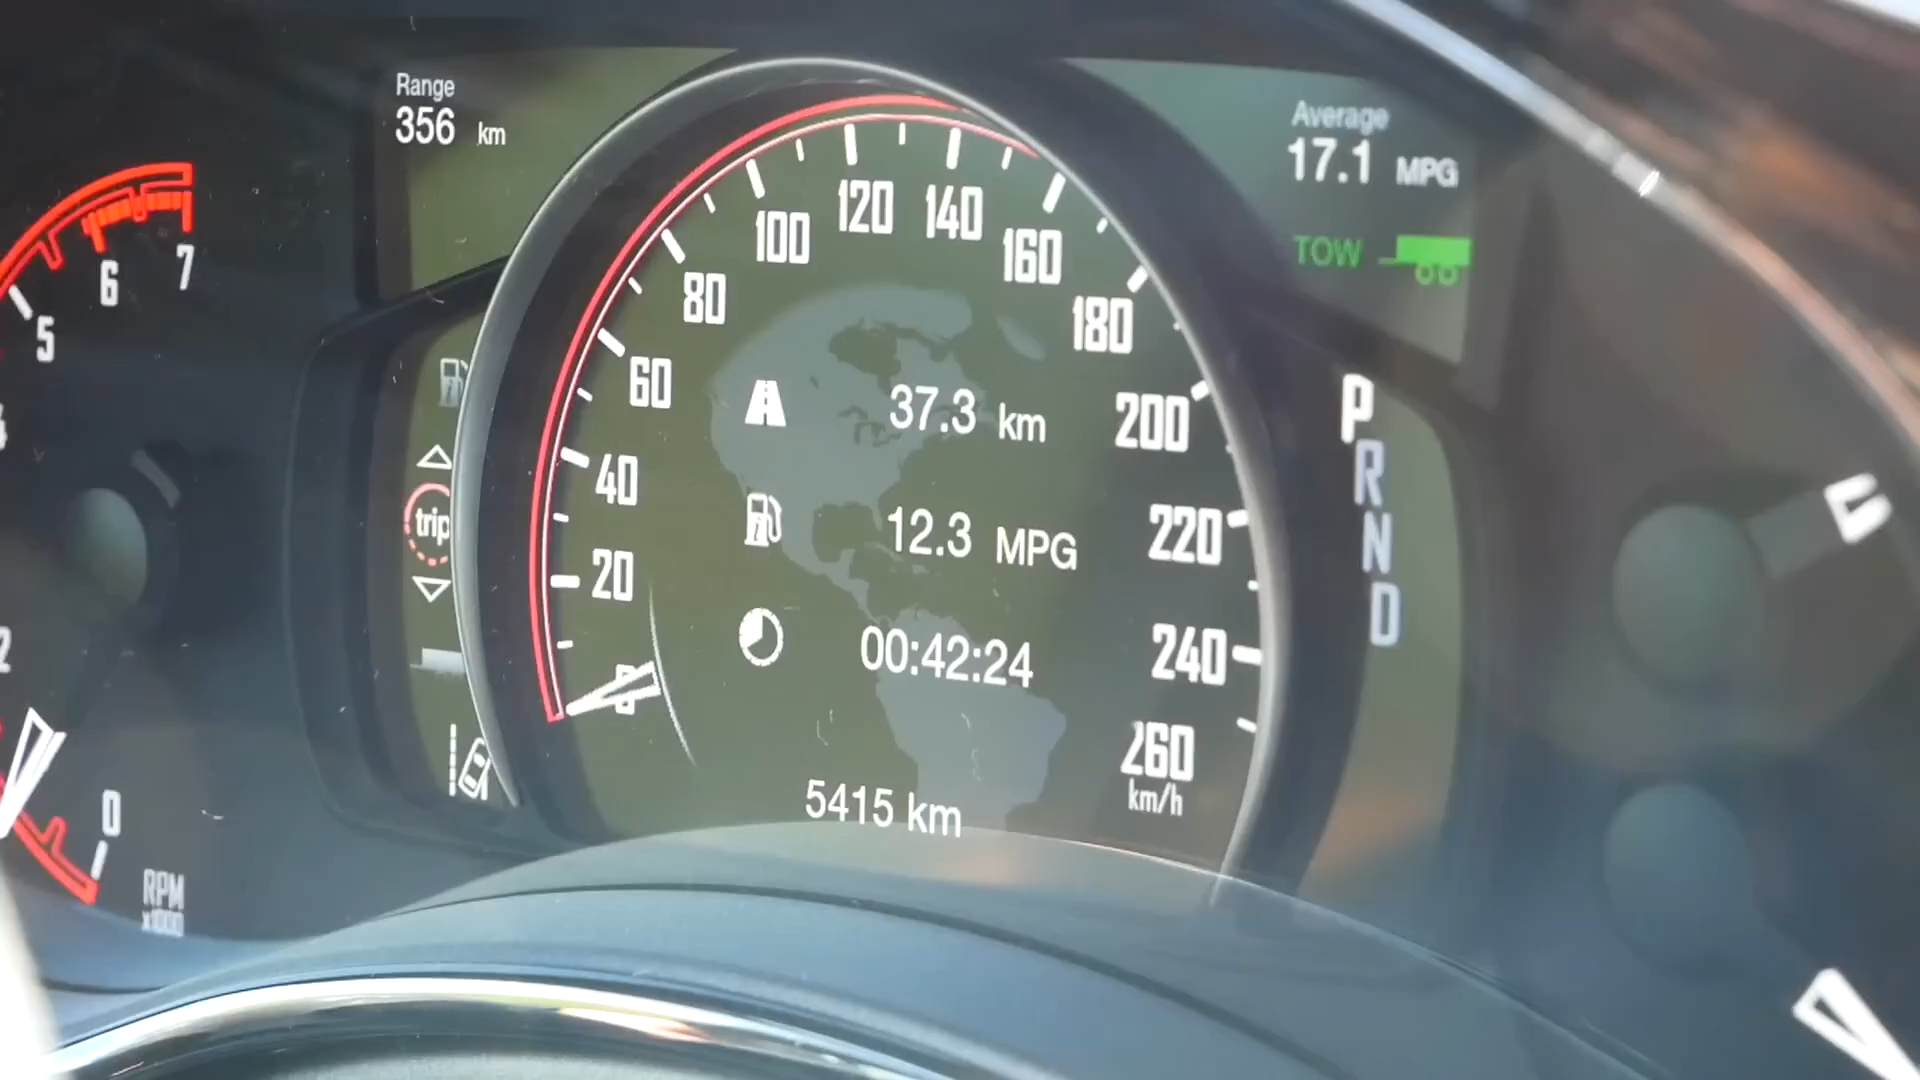 Range
356 km
Average
17.1 MPG
TOW
7
6
5
2
0
RPM
x1000
trip
0
20
40
60
80
100
120
140
160
180
200
220
240
260
km/h
37.3 km
12.3 MPG
00:42:24
5415 km
P
R
N
D